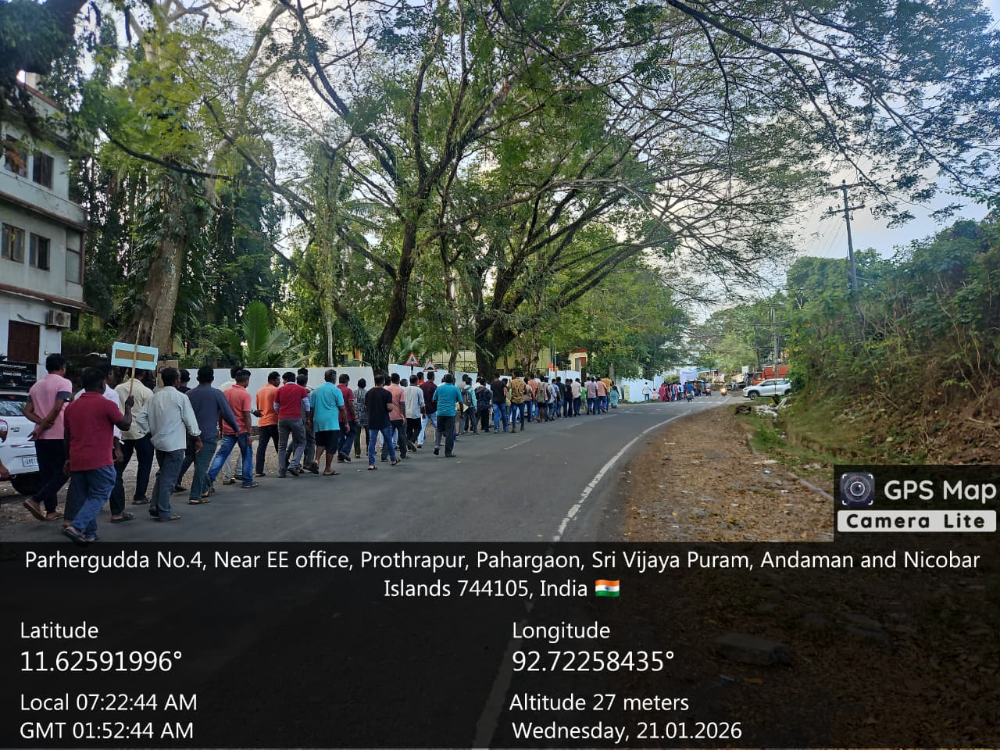 GPS Map
Camera Lite
Parhergudda No.4, Near EE office, Prothrapur, Pahargaon, Sri Vijaya Puram, Andaman and Nicobar
Islands 744105, India
Latitude
11.62591996°
Longitude
92.72258435°
Local 07:22:44 AM
GMT 01:52:44 AM
Altitude 27 meters
Wednesday, 21.01.2026